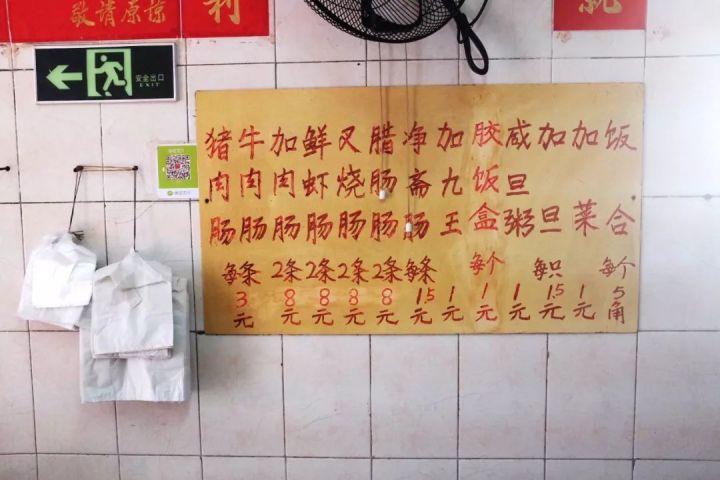 敬请原谅
利
安全出口
EXIT
猪肉肠
牛肉肠
每条3元
加肉肠2条8元
鲜虾肠2条8元
叉烧肠2条8元
腊肠肠2条8元
净斋肠每条1.5元
加九王1元
胶饭盒每个1元
咸旦粥1元
加旦每只1.5元
加菜1元
饭合每个5角